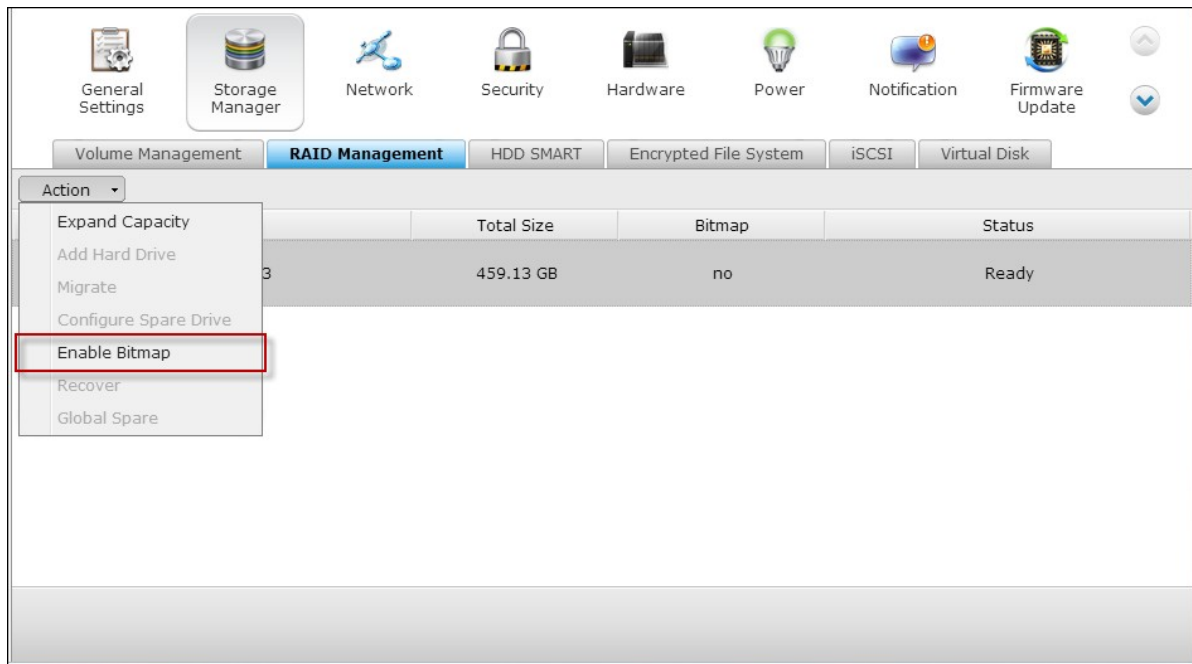 General Settings
Storage Manager
Network
Security
Hardware
Power
Notification
Firmware Update
Volume Management
RAID Management
HDD SMART
Encrypted File System
iSCSI
Virtual Disk
Action
Total Size
Bitmap
Status
3
459.13 GB
no
Ready
Expand Capacity
Add Hard Drive
Migrate
Configure Spare Drive
Enable Bitmap
Recover
Global Spare